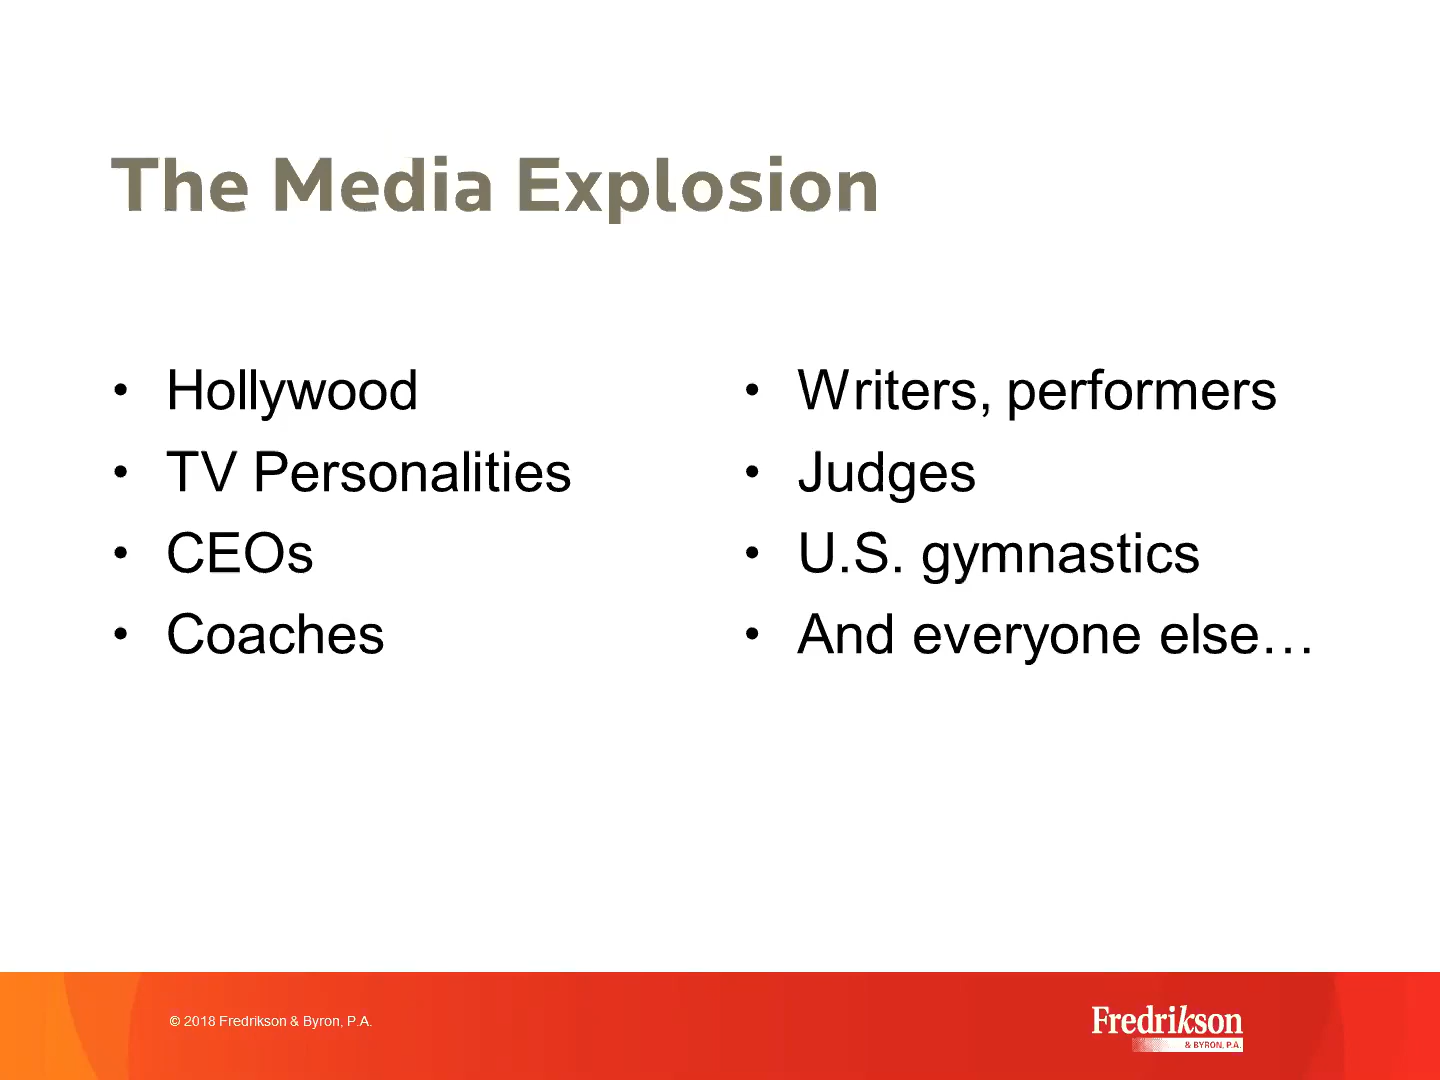 The Media Explosion
• Hollywood
• TV Personalities
• CEOs
• Coaches
• Writers, performers
• Judges
• U.S. gymnastics
• And everyone else…
© 2018 Fredrikson & Byron, P.A.
Fredrikson
& BYRON, P.A.